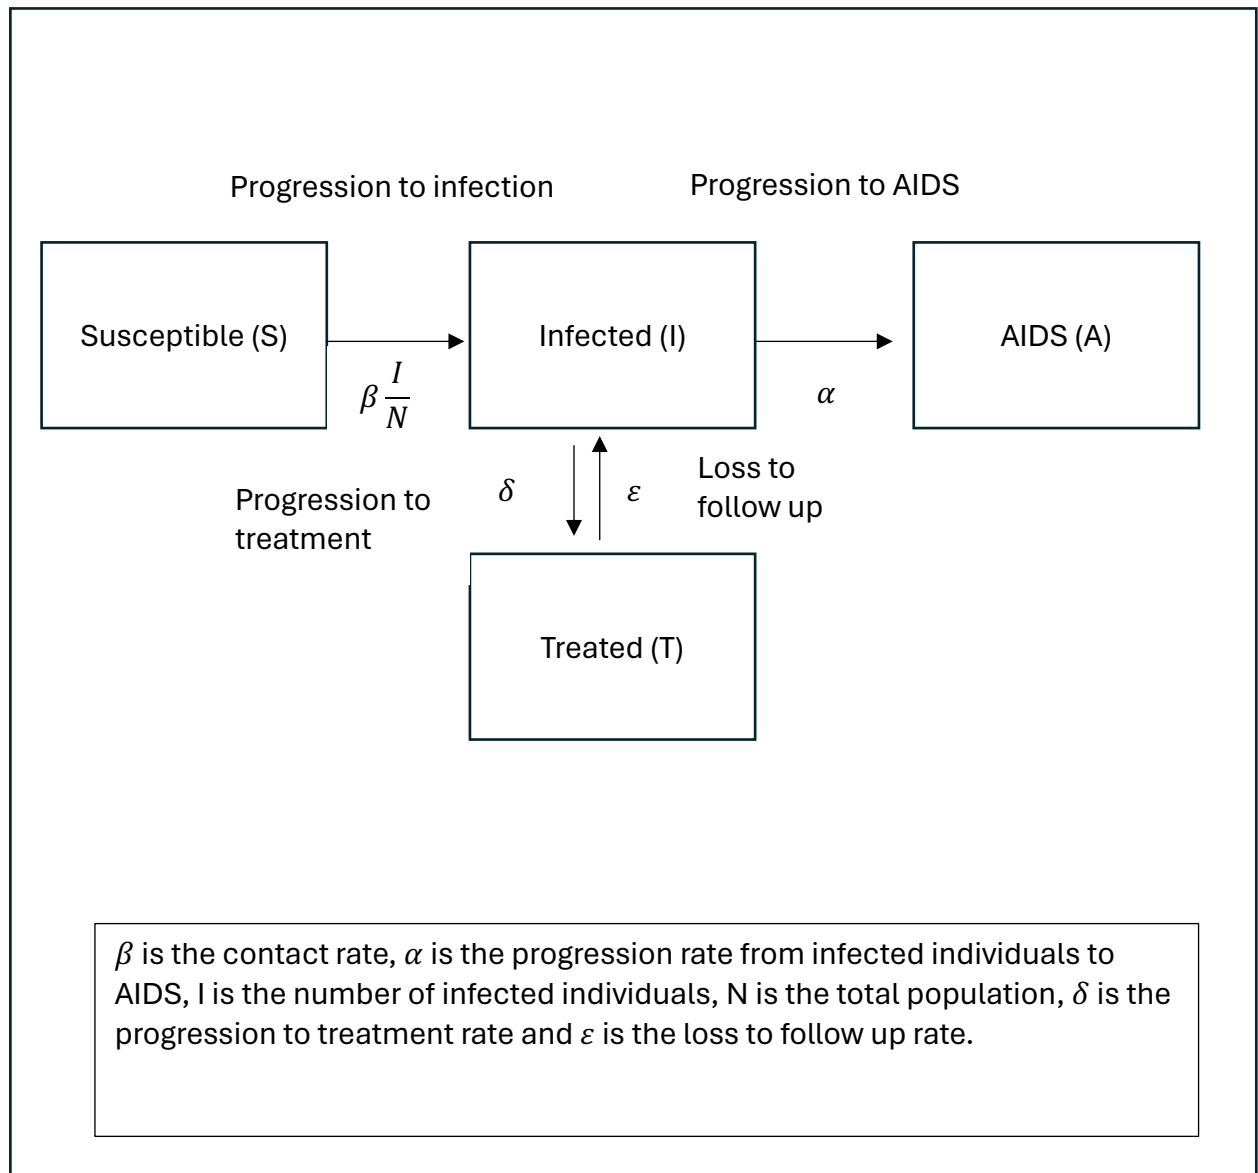 Progression to infection
Progression to AIDS
Susceptible (S)
Infected (I)
AIDS (A)
𝛽 𝐼/𝑁
𝛼
Progression to
treatment
𝛿
𝜀
Loss to
follow up
Treated (T)
𝛽 is the contact rate, 𝛼 is the progression rate from infected individuals to
AIDS, I is the number of infected individuals, N is the total population, 𝛿 is the
progression to treatment rate and 𝜀 is the loss to follow up rate.